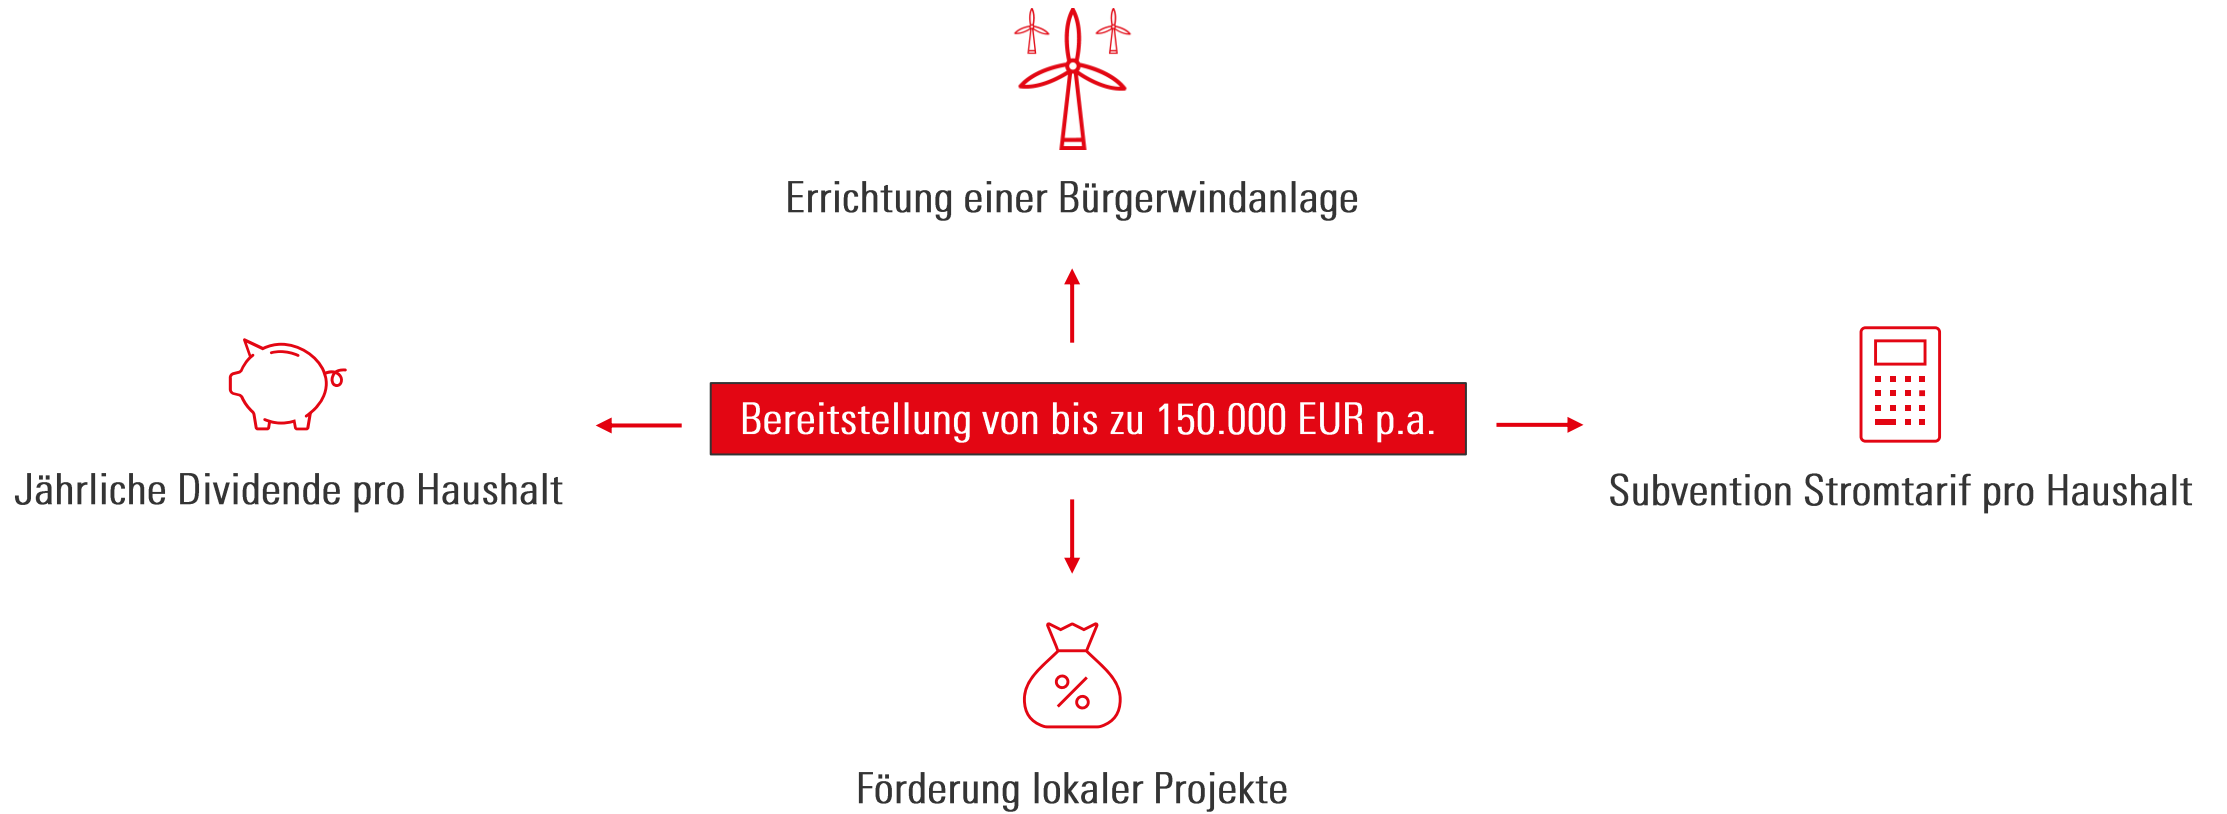 Errichtung einer Bürgerwindanlage
Bereitstellung von bis zu 150.000 EUR p.a.
Jährliche Dividende pro Haushalt
Subvention Stromtarif pro Haushalt
%
Förderung lokaler Projekte